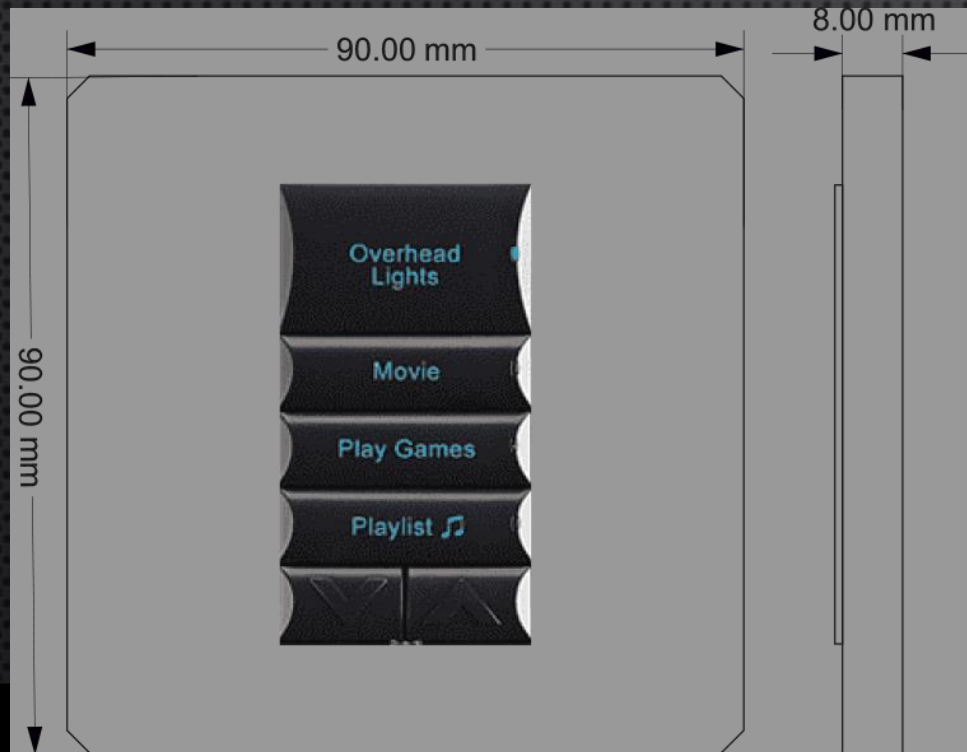 8.00 mm
90.00 mm
90.00 mm
Overhead
Lights
Movie
Play Games
Playlist